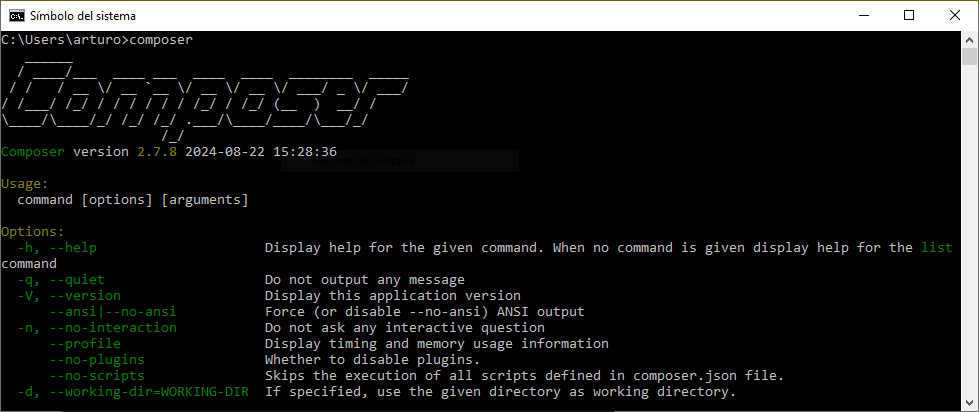 Símbolo del sistema
C:\Users\arturo>composer
   ______
  / ____/___  ____ ___  ____  ____  ________  _____
 / /   / __ \/ __ `__ \/ __ \/ __ \/ ___/ _ \/ ___/
/ /___/ /_/ / / / / / / /_/ / /_/ (__  )  __/ /
\____/\____/_/ /_/ /_/ .___/\____/____/\___/_/
                    /_/
Composer version 2.7.8 2024-08-22 15:28:36
Usage:
  command [options] [arguments]
Options:
  -h, --help                     Display help for the given command. When no command is given display help for the list
command
  -q, --quiet                    Do not output any message
  -V, --version                  Display this application version
      --ansi|--no-ansi           Force (or disable --no-ansi) ANSI output
  -n, --no-interaction           Do not ask any interactive question
      --profile                  Display timing and memory usage information
      --no-plugins               Whether to disable plugins.
      --no-scripts               Skips the execution of all scripts defined in composer.json file.
  -d, --working-dir=WORKING-DIR  If specified, use the given directory as working directory.